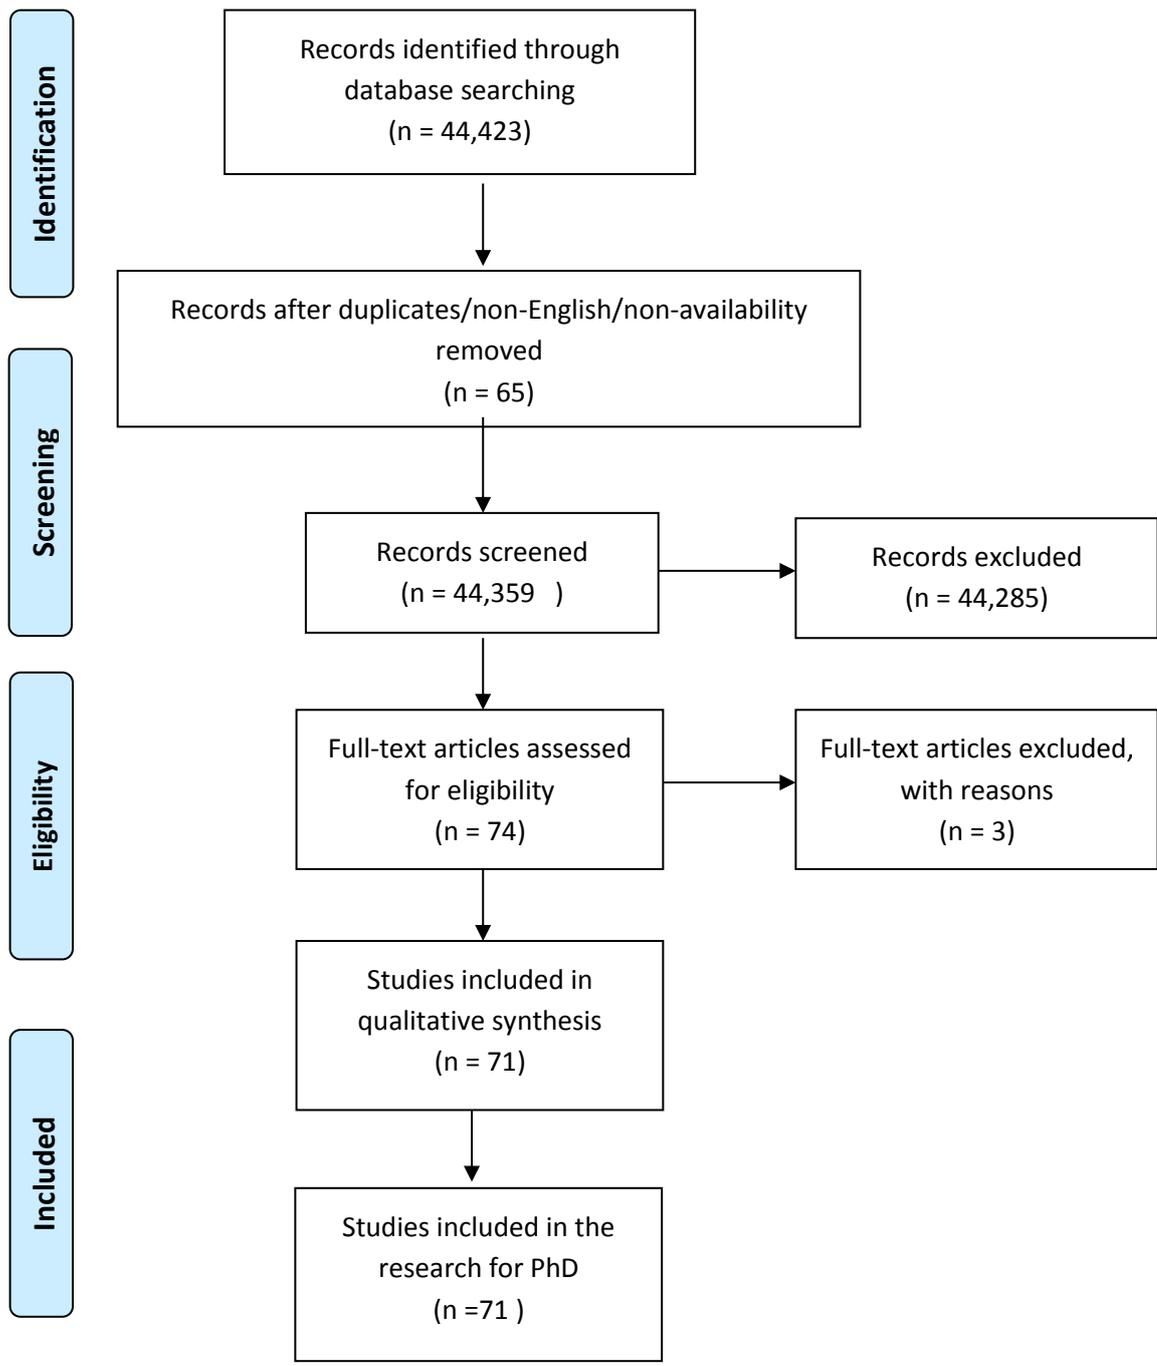 Identification
Records identified through
database searching
(n = 44,423)
Records after duplicates/non-English/non-availability
removed
(n = 65)
Screening
Records screened
(n = 44,359 )
Records excluded
(n = 44,285)
Eligibility
Full-text articles assessed
for eligibility
(n = 74)
Full-text articles excluded,
with reasons
(n = 3)
Studies included in
qualitative synthesis
(n = 71)
Included
Studies included in the
research for PhD
(n =71 )